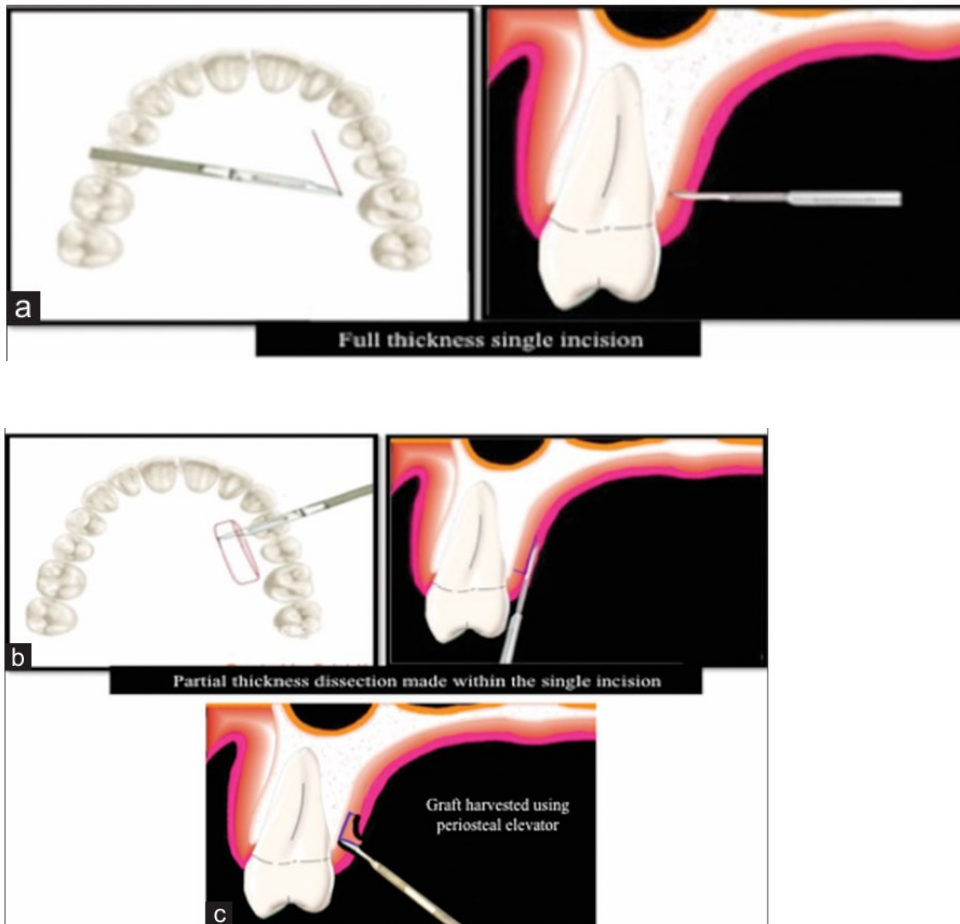 a
Full thickness single incision
b
Partial thickness dissection made within the single incision
Graft harvested using
periosteal elevator
c